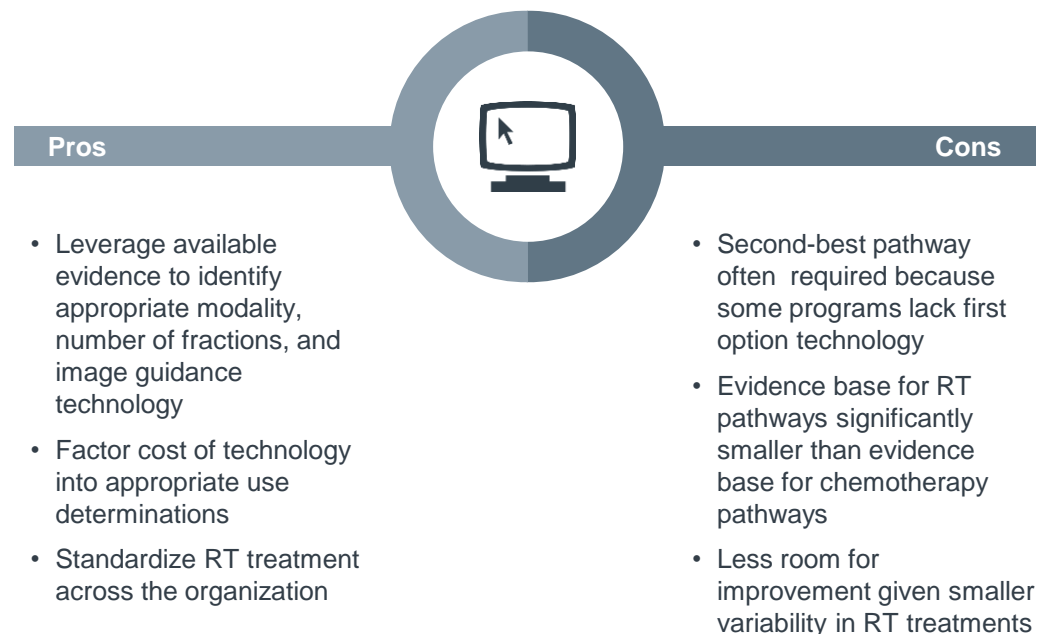 Pros
Cons
• Leverage available
evidence to identify
appropriate modality,
number of fractions, and
image guidance
technology
• Factor cost of technology
into appropriate use
determinations
• Standardize RT treatment
across the organization
• Second-best pathway
often  required because
some programs lack first
option technology
• Evidence base for RT
pathways significantly
smaller than evidence
base for chemotherapy
pathways
• Less room for
improvement given smaller
variability in RT treatments